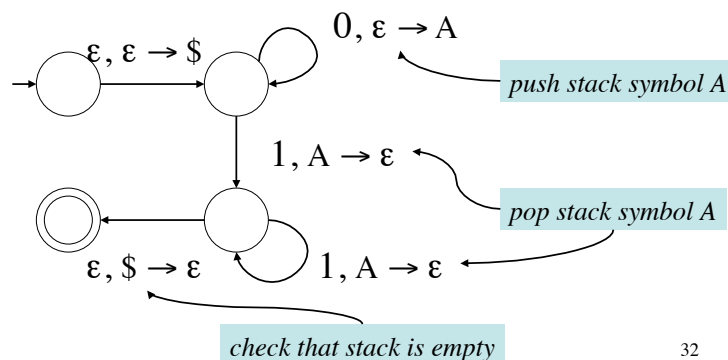 ε, ε → $
0, ε → A
push stack symbol A
1, A → ε
pop stack symbol A
ε, $ → ε
1, A → ε
check that stack is empty
32